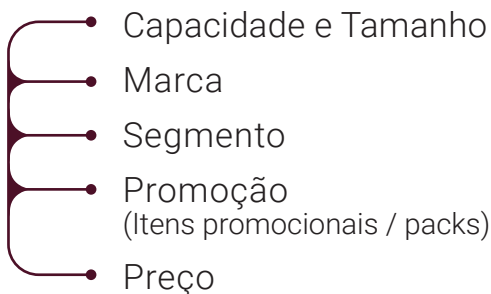 Capacidade e Tamanho
Marca
Segmento
Promoção
(Itens promocionais / packs)
Preço